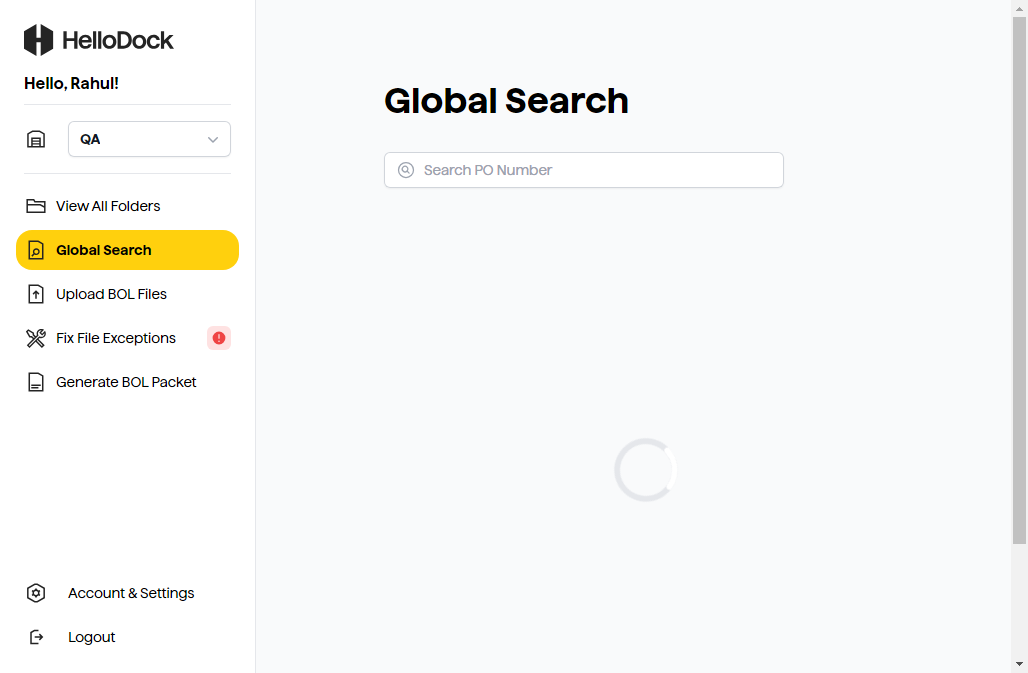 HelloDock
Hello, Rahul!
QA
View All Folders
Global Search
Upload BOL Files
Fix File Exceptions
Generate BOL Packet
Account & Settings
Logout
Global Search
Search PO Number